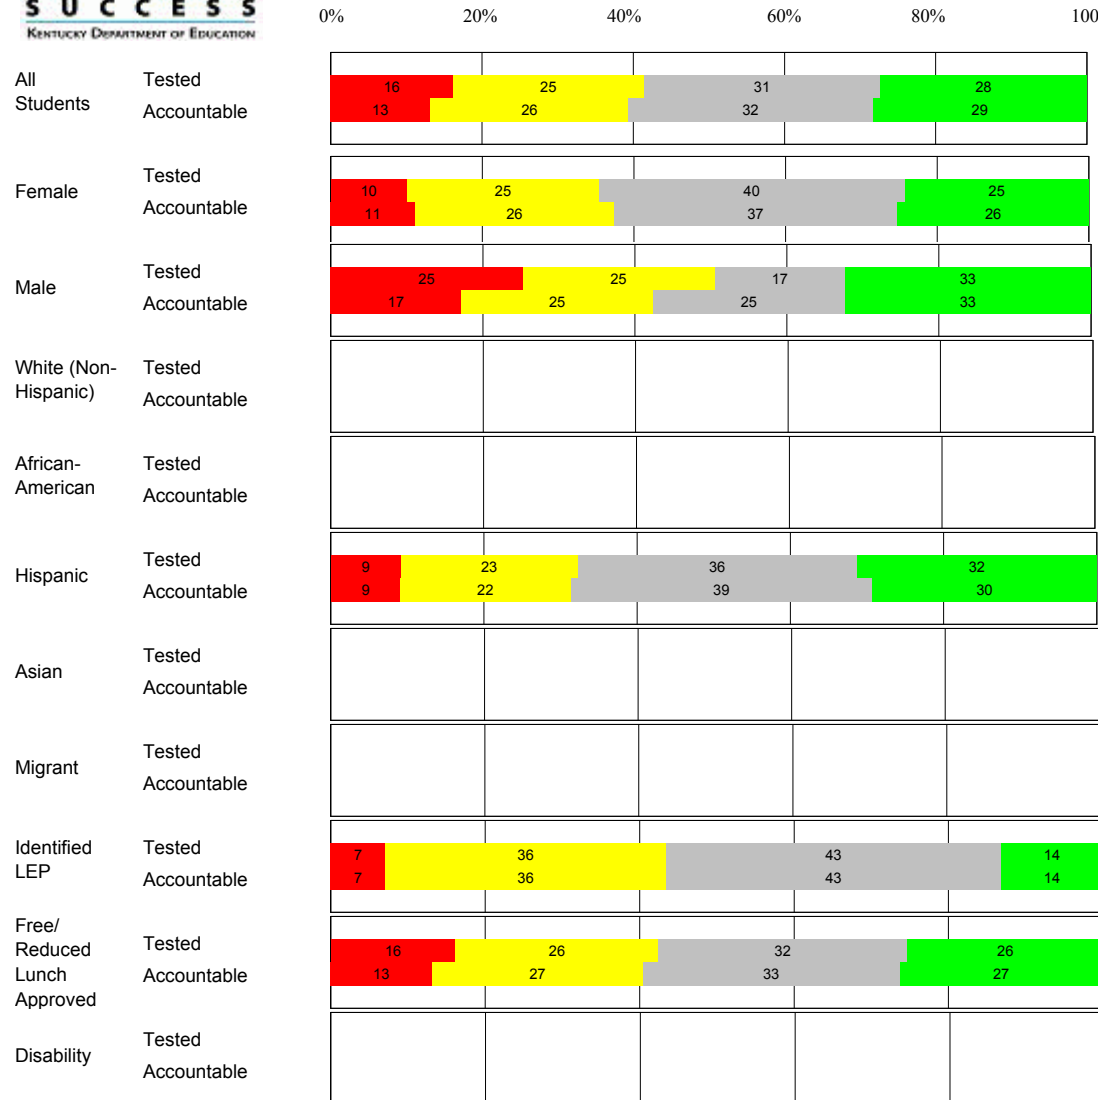 SUCCESS
KENTUCKY DEPARTMENT OF EDUCATION
0% 20% 40% 60% 80% 100
All Students
Tested 16 25 31 28
Accountable 13 26 32 29
Female
Tested 10 25 40 25
Accountable 11 26 37 26
Male
Tested 25 25 17 33
Accountable 17 25 25 33
White (Non-
Hispanic)
Tested
Accountable
African-
American
Tested
Accountable
Hispanic
Tested 9 23 36 32
Accountable 9 22 39 30
Asian
Tested
Accountable
Migrant
Tested
Accountable
Identified
LEP
Tested 7 36 43 14
Accountable 7 36 43 14
Free/
Reduced
Lunch
Approved
Tested 16 26 32 26
Accountable 13 27 33 27
Disability
Tested
Accountable